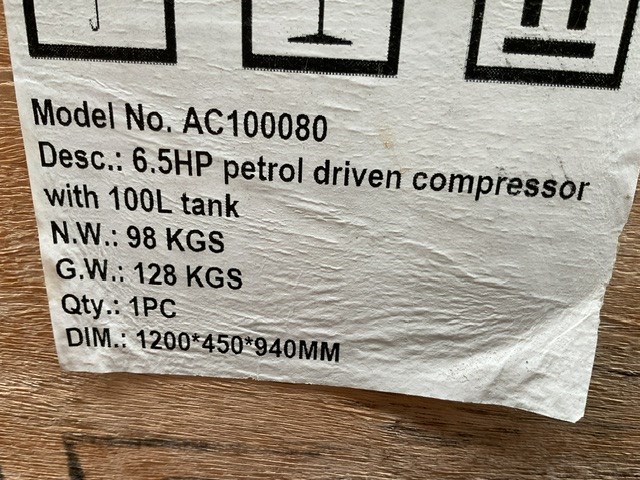 Model No. AC100080
Desc.: 6.5HP petrol driven compressor
with 100L tank
N.W.: 98 KGS
G.W.: 128 KGS
Qty.: 1PC
DIM.: 1200*450*940MM